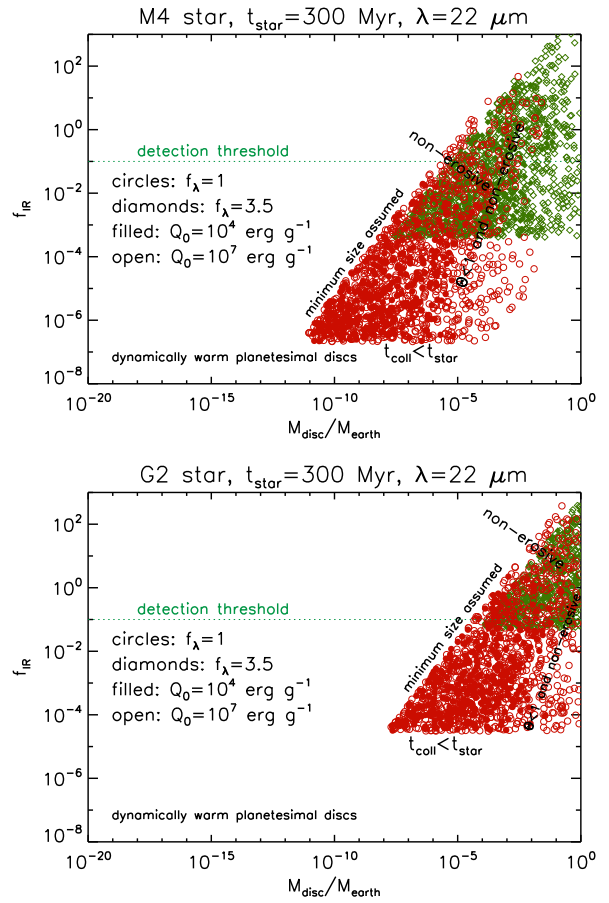 M4 star, t_star=300 Myr, λ=22 μm
10^2
10^0
10^-2
10^-4
10^-6
10^-8
f_IR
detection threshold
circles: f_λ=1
diamonds: f_λ=3.5
filled: Q_0=10^4 erg g^-1
open: Q_0=10^7 erg g^-1
non-erosive
minimum size assumed
Θ<1 and non-erosive
t_coll<t_star
dynamically warm planetesimal discs
10^-20 10^-15 10^-10 10^-5 10^0
M_disc/M_earth
G2 star, t_star=300 Myr, λ=22 μm
10^2
10^0
10^-2
10^-4
10^-6
10^-8
f_IR
non-erosive
minimum size assumed
detection threshold
circles: f_λ=1
diamonds: f_λ=3.5
filled: Q_0=10^4 erg g^-1
open: Q_0=10^7 erg g^-1
Θ<1 and non-erosive
t_coll<t_star
dynamically warm planetesimal discs
10^-20 10^-15 10^-10 10^-5 10^0
M_disc/M_earth